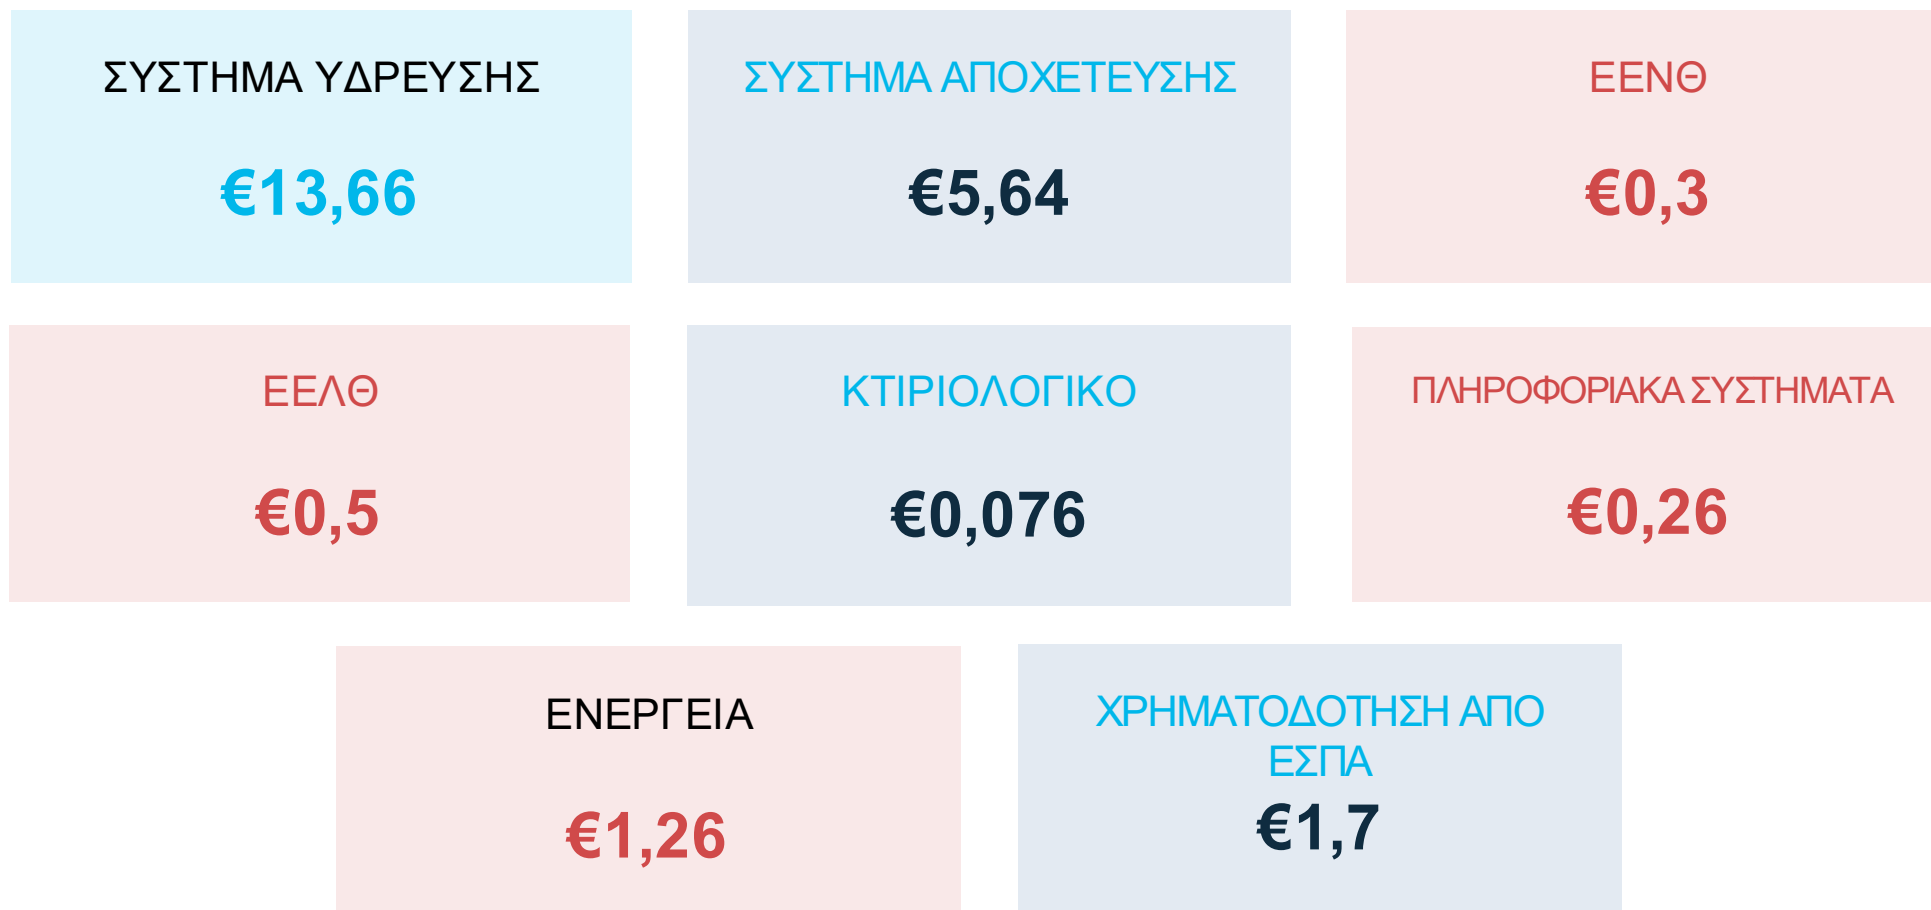 ΣΥΣΤΗΜΑ ΥΔΡΕΥΣΗΣ
€13,66
ΣΥΣΤΗΜΑ ΑΠΟΧΕΤΕΥΣΗΣ
€5,64
ΕΕΝΘ
€0,3
ΕΕΛΘ
€0,5
ΚΤΙΡΙΟΛΟΓΙΚΟ
€0,076
ΠΛΗΡΟΦΟΡΙΑΚΑ ΣΥΣΤΗΜΑΤΑ
€0,26
ΕΝΕΡΓΕΙΑ
€1,26
ΧΡΗΜΑΤΟΔΟΤΗΣΗ ΑΠΟ
ΕΣΠΑ
€1,7